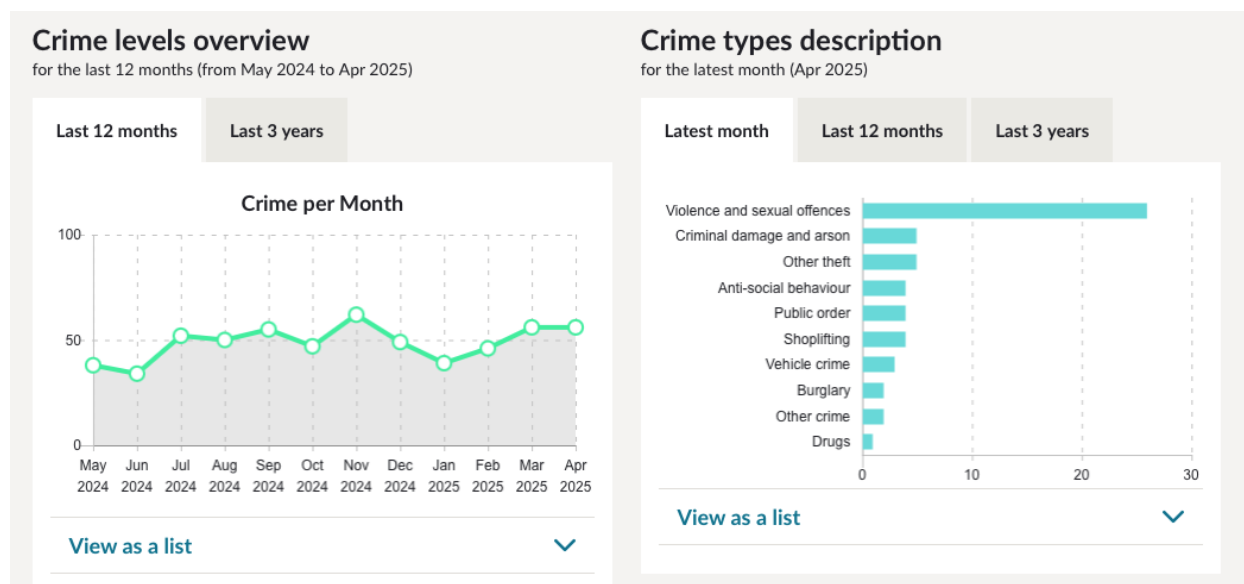 Crime levels overview
for the last 12 months (from May 2024 to Apr 2025)
Last 12 months
Last 3 years
Crime per Month
100
50
0
May 2024
Jun 2024
Jul 2024
Aug 2024
Sep 2024
Oct 2024
Nov 2024
Dec 2024
Jan 2025
Feb 2025
Mar 2025
Apr 2025
View as a list
Crime types description
for the latest month (Apr 2025)
Latest month
Last 12 months
Last 3 years
Violence and sexual offences
Criminal damage and arson
Other theft
Anti-social behaviour
Public order
Shoplifting
Vehicle crime
Burglary
Other crime
Drugs
0
10
20
30
View as a list